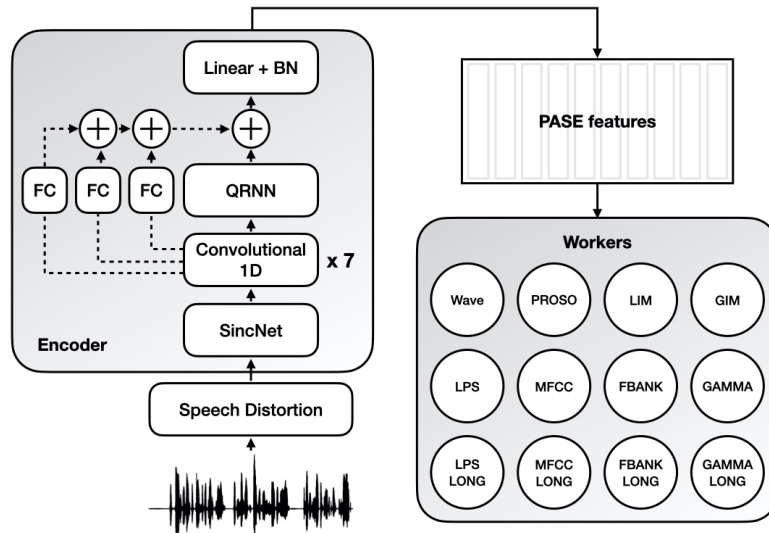 Linear + BN
PASE features
+
+
+
FC
FC
FC
QRNN
Workers
Convolutional
1D
x 7
Wave
PROSO
LIM
GIM
SincNet
Encoder
LPS
MFCC
FBANK
GAMMA
Speech Distortion
LPS
LONG
MFCC
LONG
FBANK
LONG
GAMMA
LONG